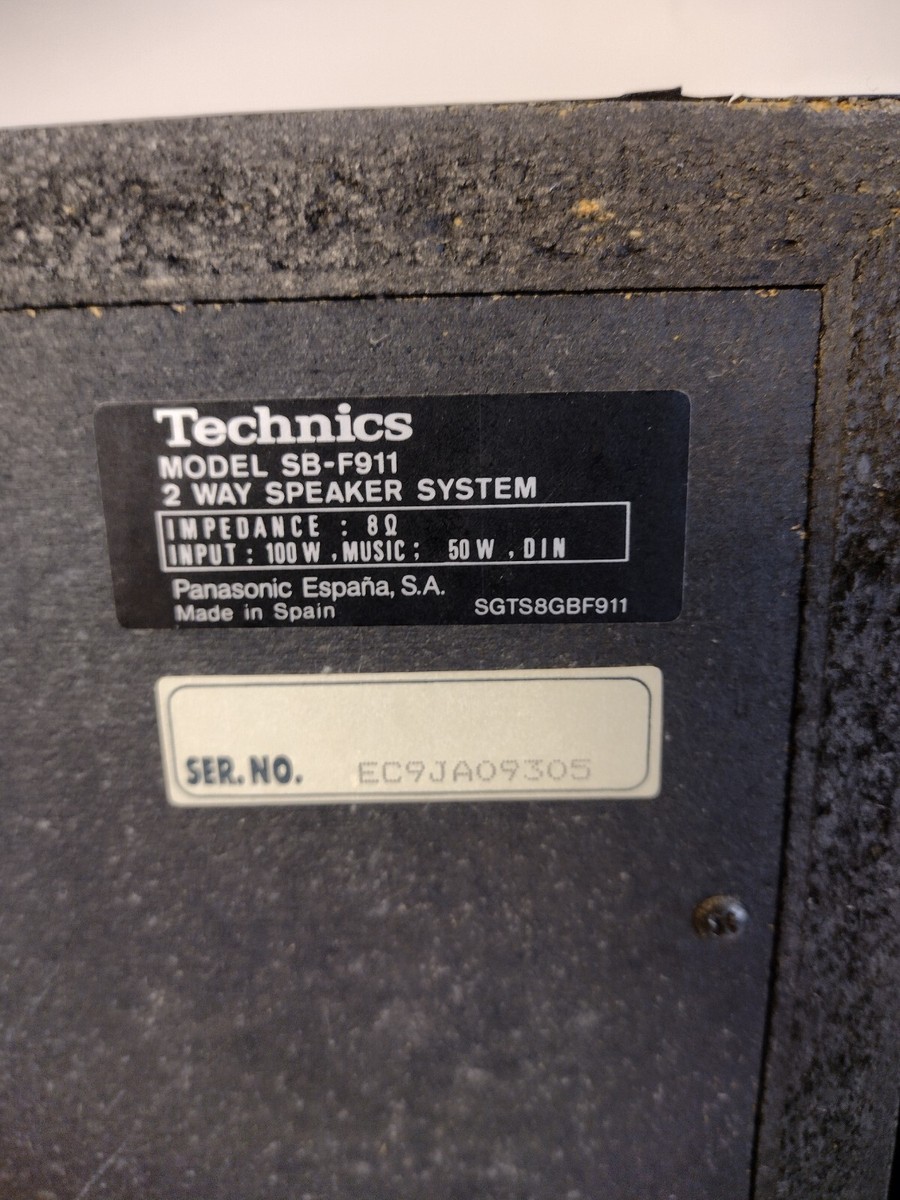 Technics
MODEL SB-F911
2 WAY SPEAKER SYSTEM
IMPEDANCE : 8Ω
INPUT : 100 W , MUSIC ; 50 W , DIN
Panasonic España, S.A.
Made in Spain SGTS8GBF911
SER. NO. EC9JA09305